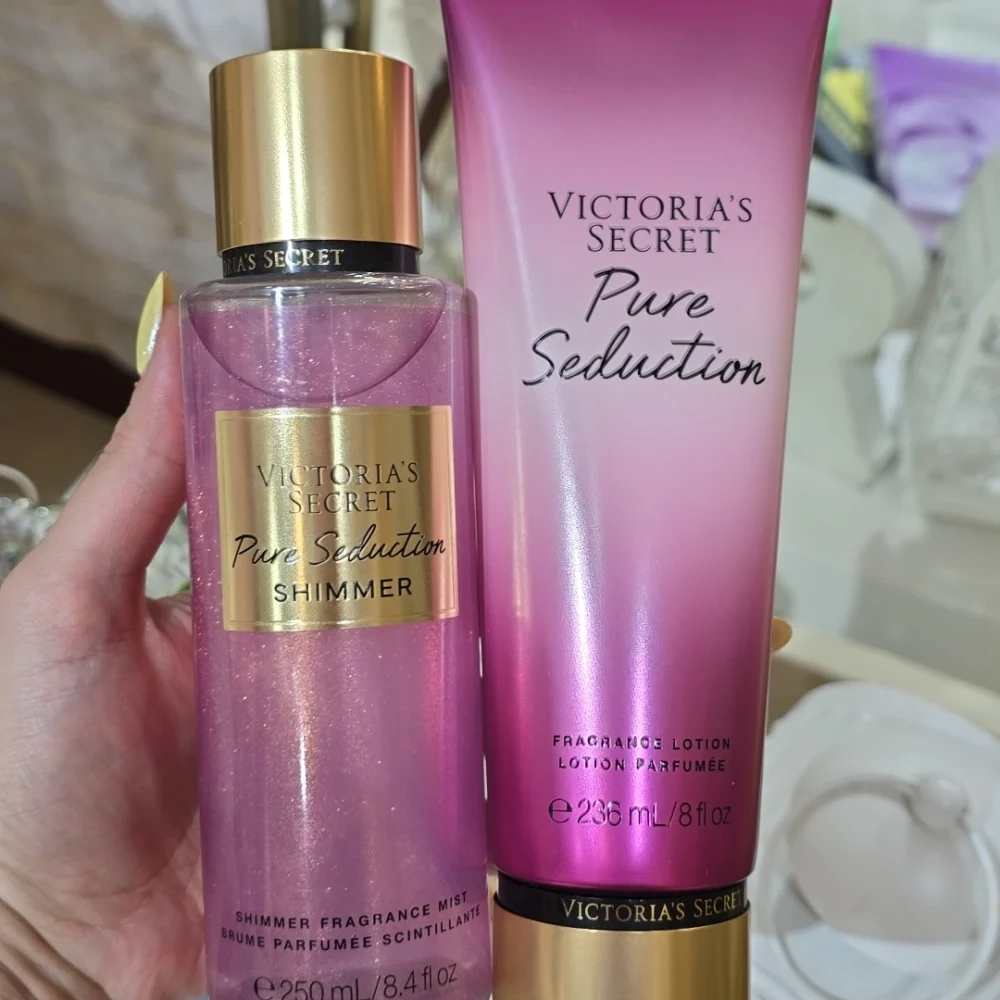 RIA'S SECRET
VICTORIA'S
SECRET
Pure Seduction
SHIMMER
SHIMMER FRAGRANCE MIST
BRUME PARFUMÉE SCINTILLANTE
℮250 mL/8.4 fl oz
VICTORIA'S
SECRET
Pure
Seduction
FRAGRANCE LOTION
LOTION PARFUMÉE
℮236 mL/8 fl oz
VICTORIA'S SECRET